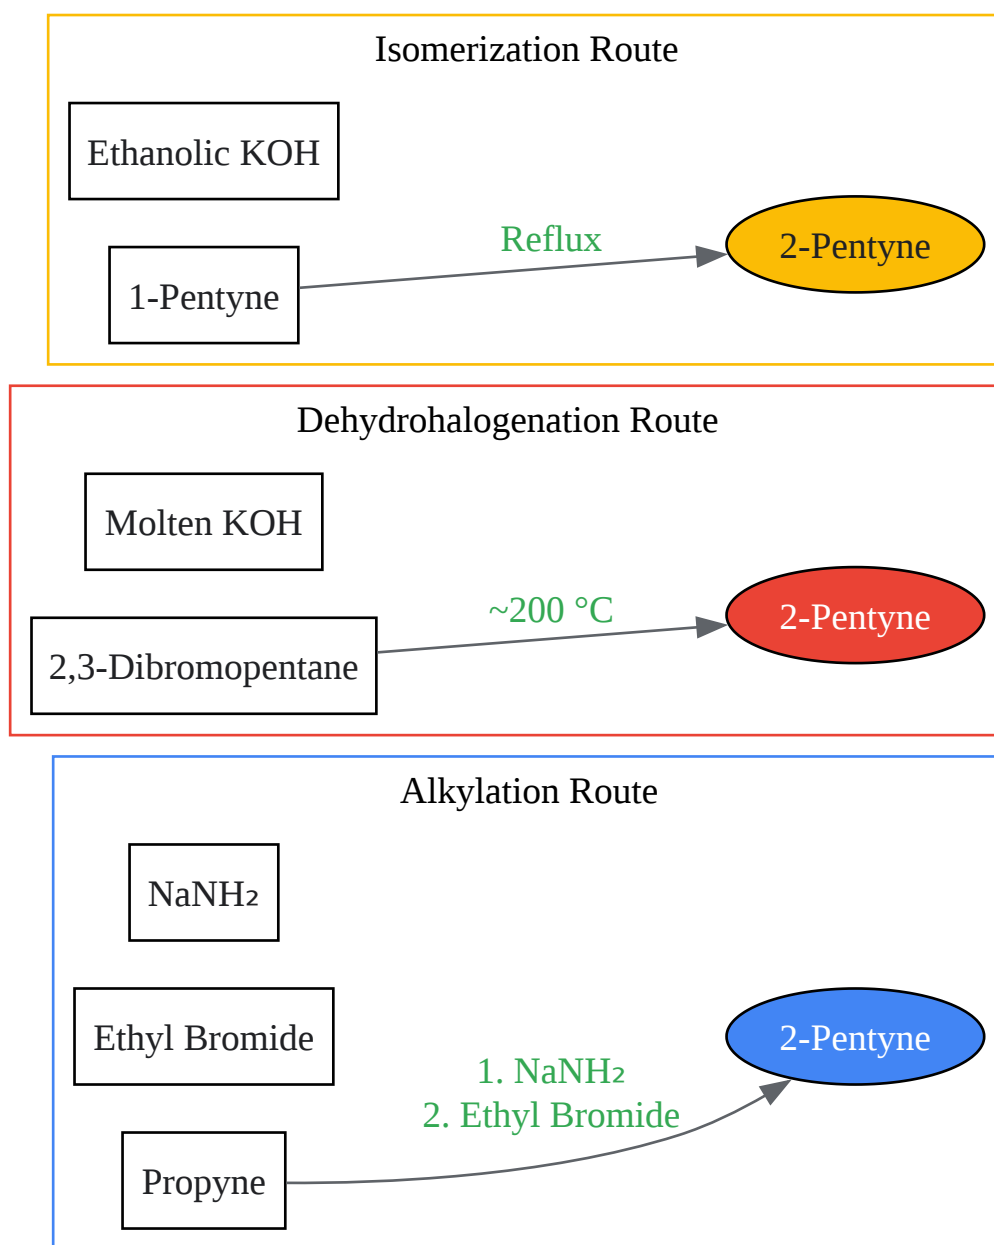 Isomerization Route
Ethanolic KOH
1-Pentyne
Reflux
2-Pentyne
Dehydrohalogenation Route
Molten KOH
2,3-Dibromopentane
~200 °C
2-Pentyne
Alkylation Route
NaNH₂
Ethyl Bromide
Propyne
1. NaNH₂
2. Ethyl Bromide
2-Pentyne